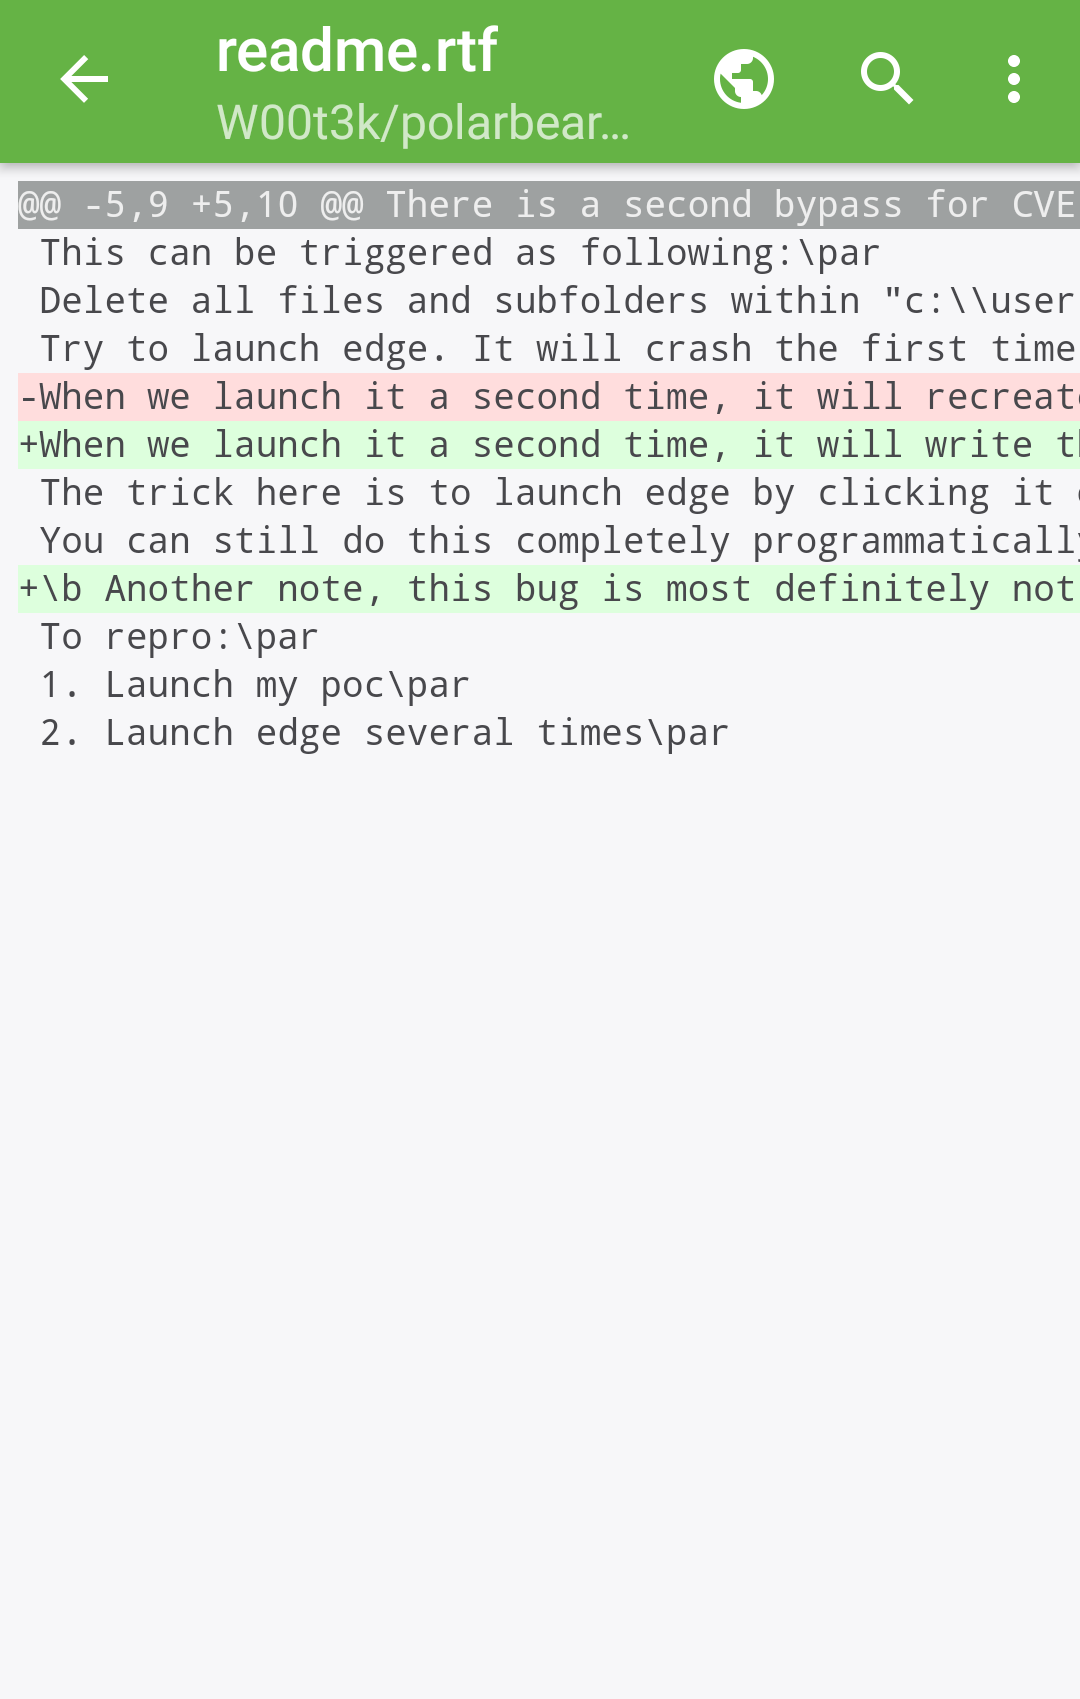 readme.rtf
W00t3k/polarbear...
@@ -5,9 +5,10 @@ There is a second bypass for CVE
This can be triggered as following:\par
Delete all files and subfolders within "c:\\user
Try to launch edge. It will crash the first time
-When we launch it a second time, it will recreate
+When we launch it a second time, it will write th
The trick here is to launch edge by clicking it
You can still do this completely programmatically
+\b Another note, this bug is most definitely not
To repro:\par
1. Launch my poc\par
2. Launch edge several times\par